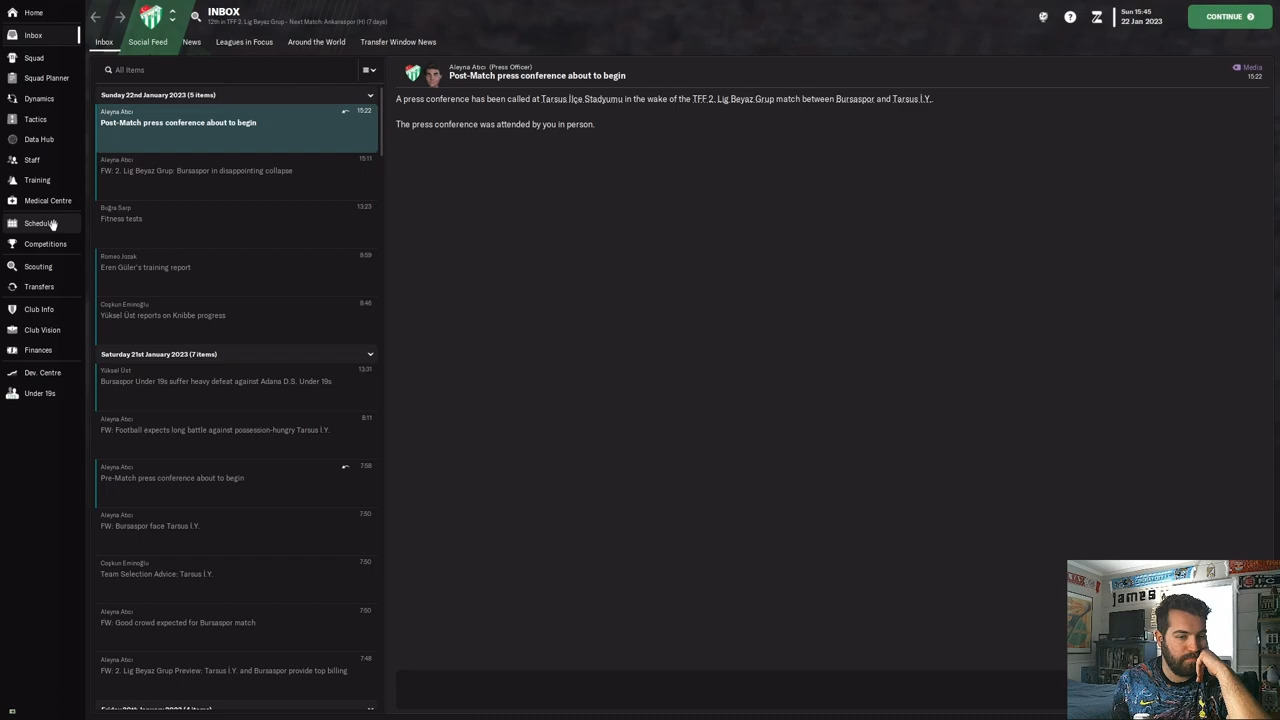 Home
Inbox
Squad
Squad Planner
Dynamics
Tactics
Data Hub
Staff
Training
Medical Centre
Schedul
Competitions
Scouting
Transfers
Club Info
Club Vision
Finances
Dev. Centre
Under 19s
INBOX
12th in TFF 2. Lig Beyaz Grup - Next Match: Ankaraspor (H) (7 days)
Sun 15:45
22 Jan 2023
CONTINUE
Inbox
Social Feed
News
Leagues in Focus
Around the World
Transfer Window News
All Items
Sunday 22nd January 2023 (5 items)
Aleyna Atıcı
15:22
Post-Match press conference about to begin
Aleyna Atıcı
15:11
FW: 2. Lig Beyaz Grup: Bursaspor in disappointing collapse
Buğra Sarp
13:23
Fitness tests
Romeo Jozak
8:59
Eren Güler's training report
Coşkun Eminoğlu
8:46
Yüksel Üst reports on Knibbe progress
Saturday 21st January 2023 (7 items)
Yüksel Üst
13:31
Bursaspor Under 19s suffer heavy defeat against Adana D.S. Under 19s
Aleyna Atıcı
8:11
FW: Football expects long battle against possession-hungry Tarsus İ.Y.
Aleyna Atıcı
7:58
Pre-Match press conference about to begin
Aleyna Atıcı
7:50
FW: Bursaspor face Tarsus İ.Y.
Coşkun Eminoğlu
7:50
Team Selection Advice: Tarsus İ.Y.
Aleyna Atıcı
7:50
FW: Good crowd expected for Bursaspor match
Aleyna Atıcı
7:48
FW: 2. Lig Beyaz Grup Preview: Tarsus İ.Y. and Bursaspor provide top billing
Friday 20th January 2023 (4 items)
Aleyna Atıcı (Press Officer)
Post-Match press conference about to begin
Media
15:22
A press conference has been called at Tarsus İlçe Stadyumu in the wake of the TFF 2. Lig Beyaz Grup match between Bursaspor and Tarsus İ.Y..
The press conference was attended by you in person.
james